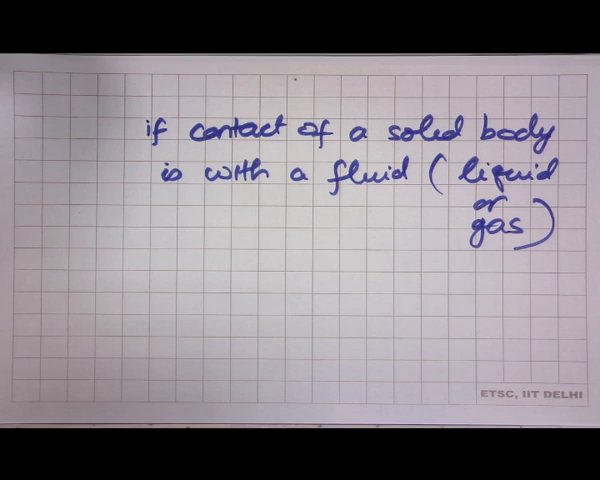 if contact of a solid body
is with a fluid ( liquid
or
gas )
ETSC, IIT DELHI